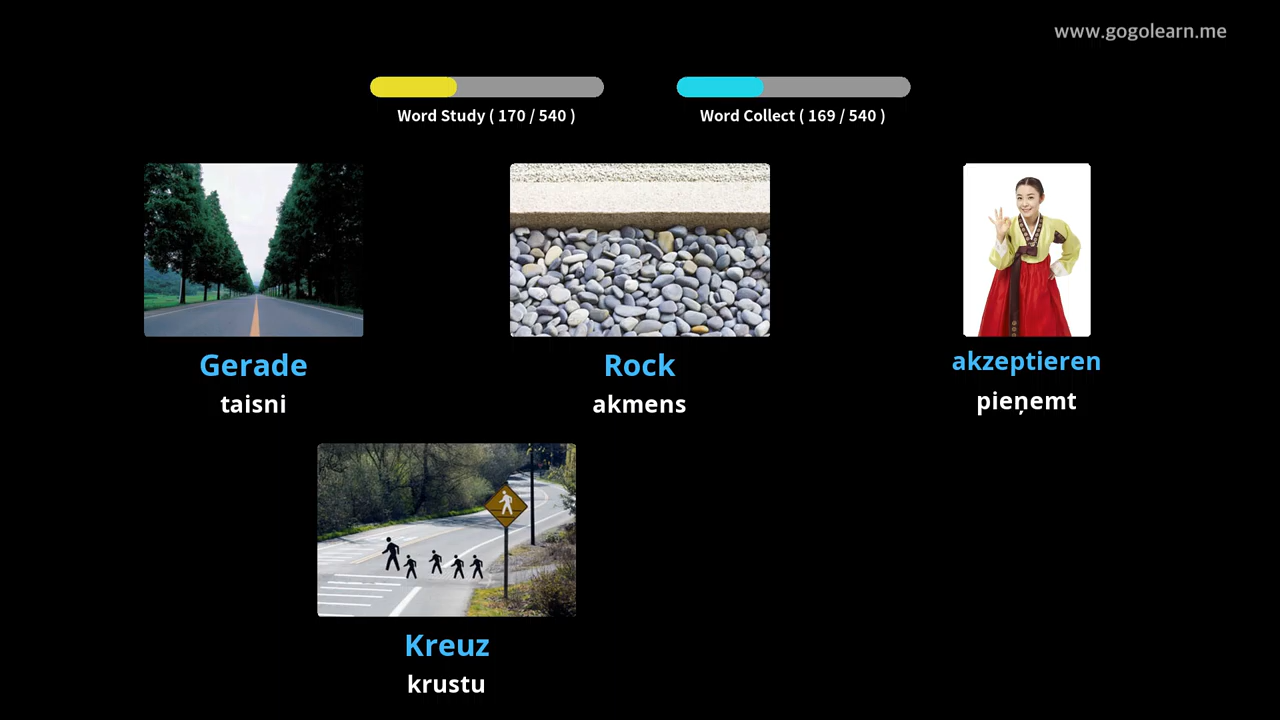 www.gogolearn.me
Word Study ( 170 / 540 )
Word Collect ( 169 / 540 )
Gerade
taisni
Rock
akmens
akzeptieren
pieņemt
Kreuz
krustu